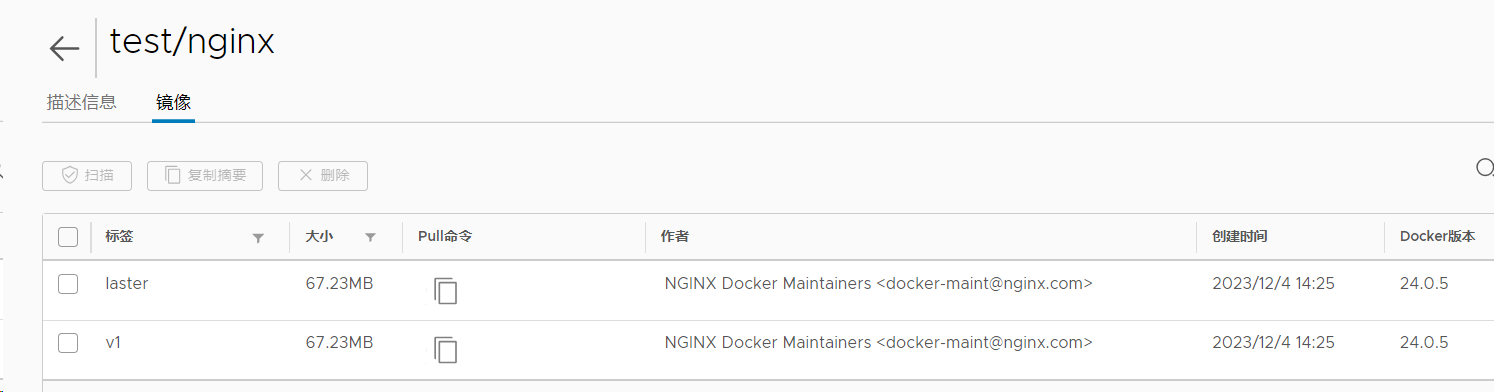 test/nginx
描述信息 镜像
扫描 复制摘要 删除
标签 大小 Pull命令 作者 创建时间 Docker版本
laster 67.23MB NGINX Docker Maintainers <docker-maint@nginx.com> 2023/12/4 14:25 24.0.5
v1 67.23MB NGINX Docker Maintainers <docker-maint@nginx.com> 2023/12/4 14:25 24.0.5